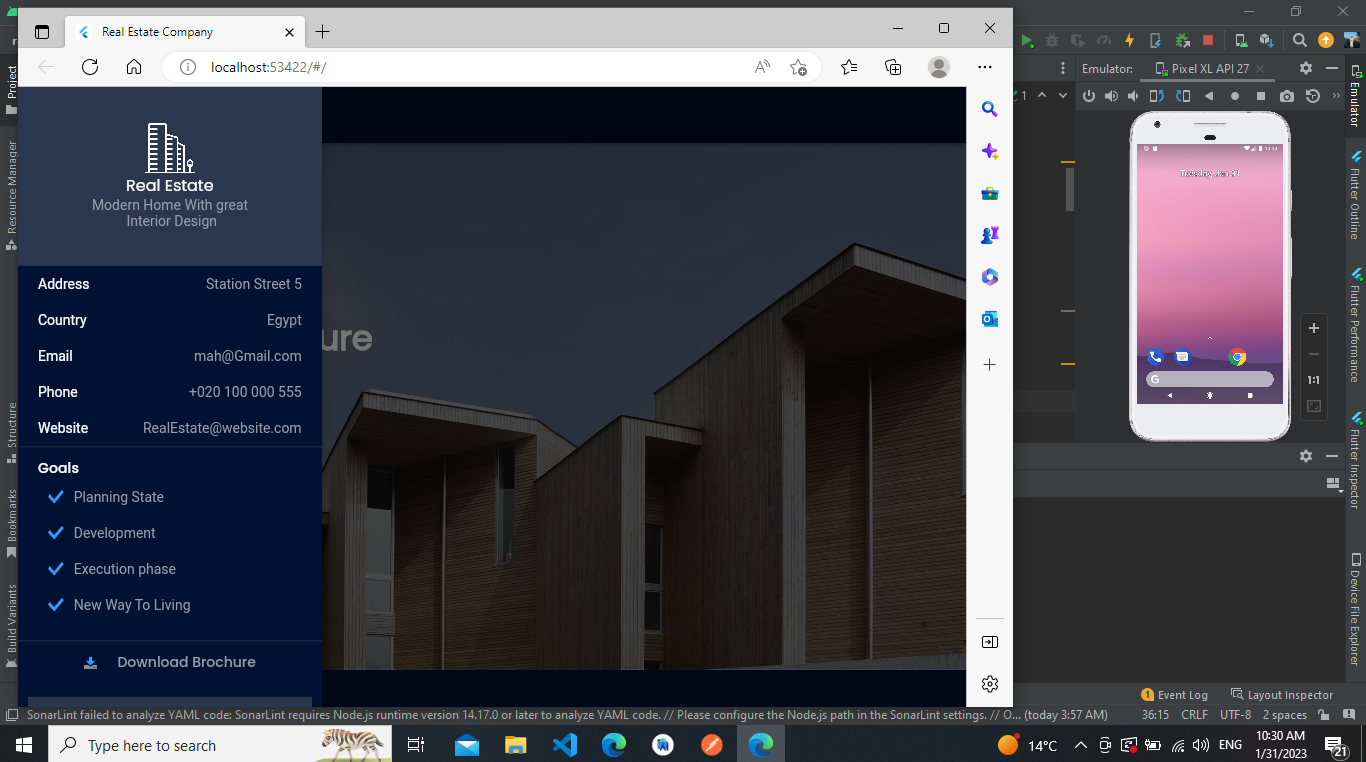 Real Estate Company
localhost:53422/#/
Emulator:
Pixel XL API 27
1
Project
Resource Manager
Structure
Bookmarks
Build Variants
Real Estate
Modern Home With great
Interior Design
Address
Station Street 5
Country
Egypt
Email
mah@Gmail.com
Phone
+020 100 000 555
Website
RealEstate@website.com
ure
Goals
Planning State
Development
Execution phase
New Way To Living
Download Brochure
Tuesday, Jan 31
G
1:1
Emulator
Flutter Outline
Flutter Performance
Flutter Inspector
Device File Explorer
1 Event Log
Layout Inspector
SonarLint failed to analyze YAML code: SonarLint requires Node.js runtime version 14.17.0 or later to analyze YAML code. // Please configure the Node.js path in the SonarLint settings. // O... (today 3:57 AM)
36:15 CRLF UTF-8 2 spaces
Type here to search
14°C
ENG
10:30 AM
1/31/2023
21